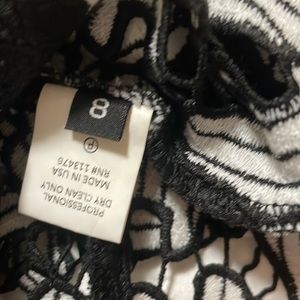 8
P
PROFESSIONAL
DRY CLEAN ONLY
MADE IN USA
RN# 113476